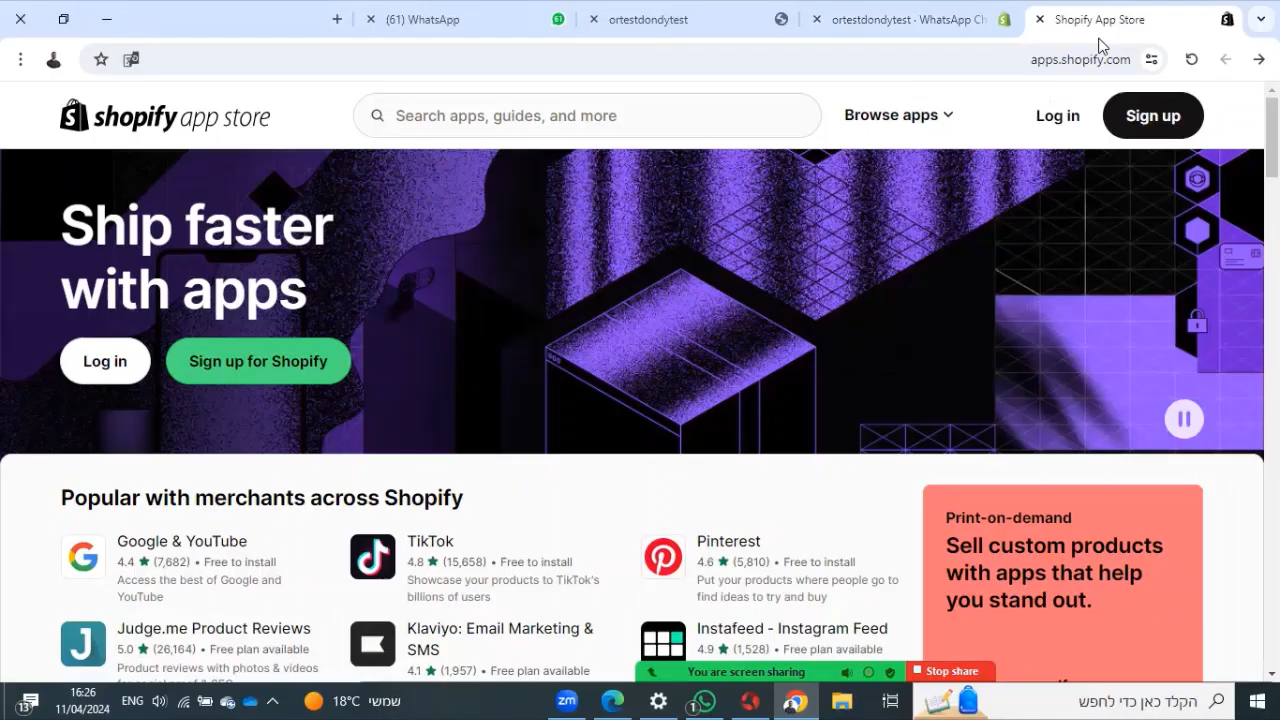 (61) WhatsApp
61
ortestdondytest
ortestdondytest - WhatsApp Ch
Shopify App Store
apps.shopify.com
shopify app store
Search apps, guides, and more
Browse apps
Log in
Sign up
Ship faster
with apps
Log in
Sign up for Shopify
Popular with merchants across Shopify
Google & YouTube
4.4 ★ (7,682) • Free to install
Access the best of Google and
YouTube
TikTok
4.8 ★ (15,658) • Free to install
Showcase your products to TikTok's
billions of users
Pinterest
4.6 ★ (5,810) • Free to install
Put your products where people go to
find ideas to try and buy
Print-on-demand
Sell custom products
with apps that help
you stand out.
Judge.me Product Reviews
5.0 ★ (26,164) • Free plan available
Product reviews with photos & videos
Klaviyo: Email Marketing &
SMS
4.1 ★ (1,957) • Free plan available
Instafeed - Instagram Feed
4.9 ★ (1,528) • Free plan available
You are screen sharing
Stop share
13
16:26
11/04/2024
ENG
18°C
שמשי
zm
1
הקלד כאן כדי לחפש